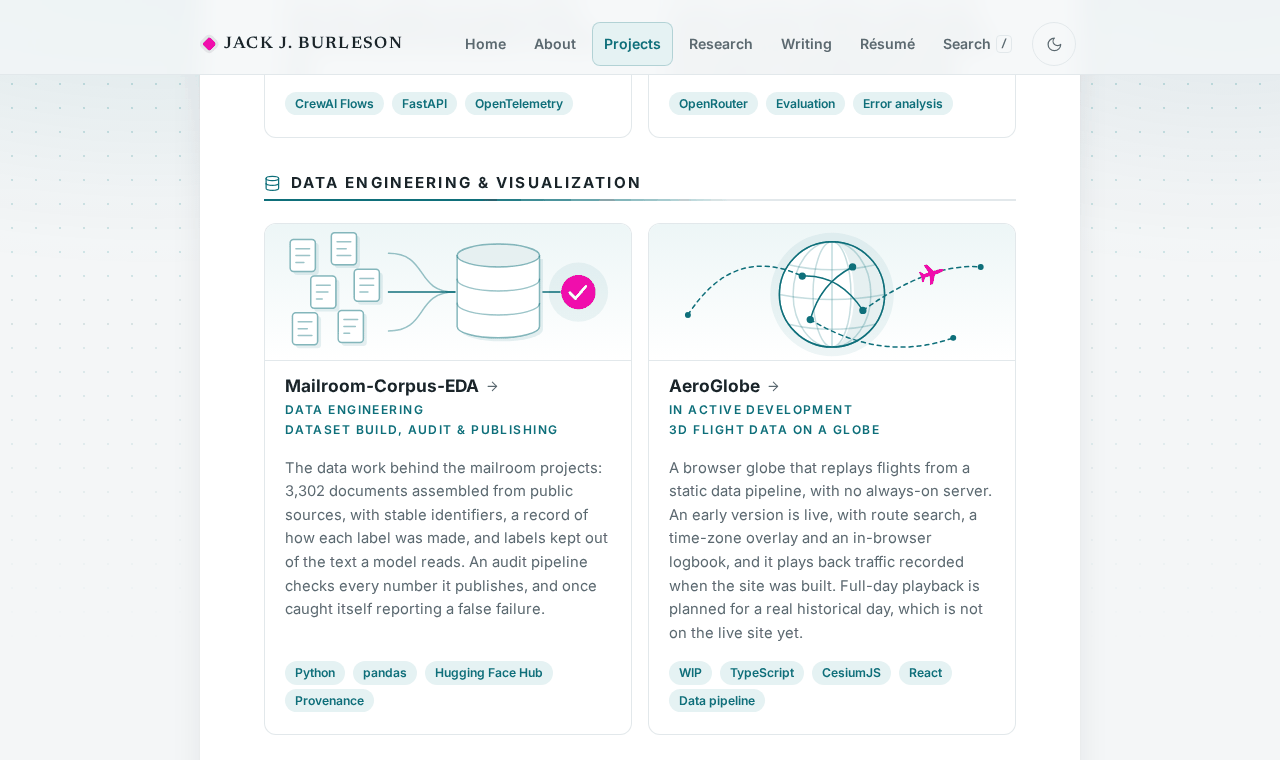 JACK J. BURLESON
Home About Projects Research Writing Résumé Search /
CrewAI Flows FastAPI OpenTelemetry
OpenRouter Evaluation Error analysis
DATA ENGINEERING & VISUALIZATION
Mailroom-Corpus-EDA →
DATA ENGINEERING
DATASET BUILD, AUDIT & PUBLISHING
The data work behind the mailroom projects:
3,302 documents assembled from public
sources, with stable identifiers, a record of
how each label was made, and labels kept out
of the text a model reads. An audit pipeline
checks every number it publishes, and once
caught itself reporting a false failure.
Python pandas Hugging Face Hub
Provenance
AeroGlobe →
IN ACTIVE DEVELOPMENT
3D FLIGHT DATA ON A GLOBE
A browser globe that replays flights from a
static data pipeline, with no always-on server.
An early version is live, with route search, a
time-zone overlay and an in-browser
logbook, and it plays back traffic recorded
when the site was built. Full-day playback is
planned for a real historical day, which is not
on the live site yet.
WIP TypeScript CesiumJS React
Data pipeline